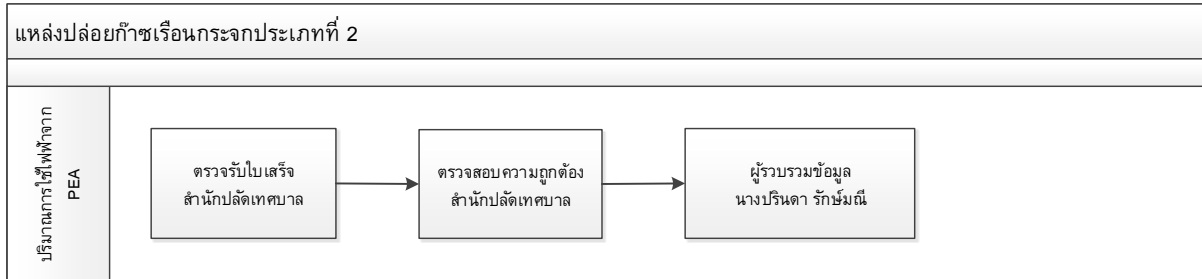 แหล่งปล่อยก๊าซเรือนกระจกประเภทที่ 2
ปริมาณการใช้ไฟฟ้าจาก
PEA
ตรวจรับใบเสร็จ
สำนักปลัดเทศบาล
ตรวจสอบความถูกต้อง
สำนักปลัดเทศบาล
ผู้รวบรวมข้อมูล
นางปรินดา รักษ์มณี